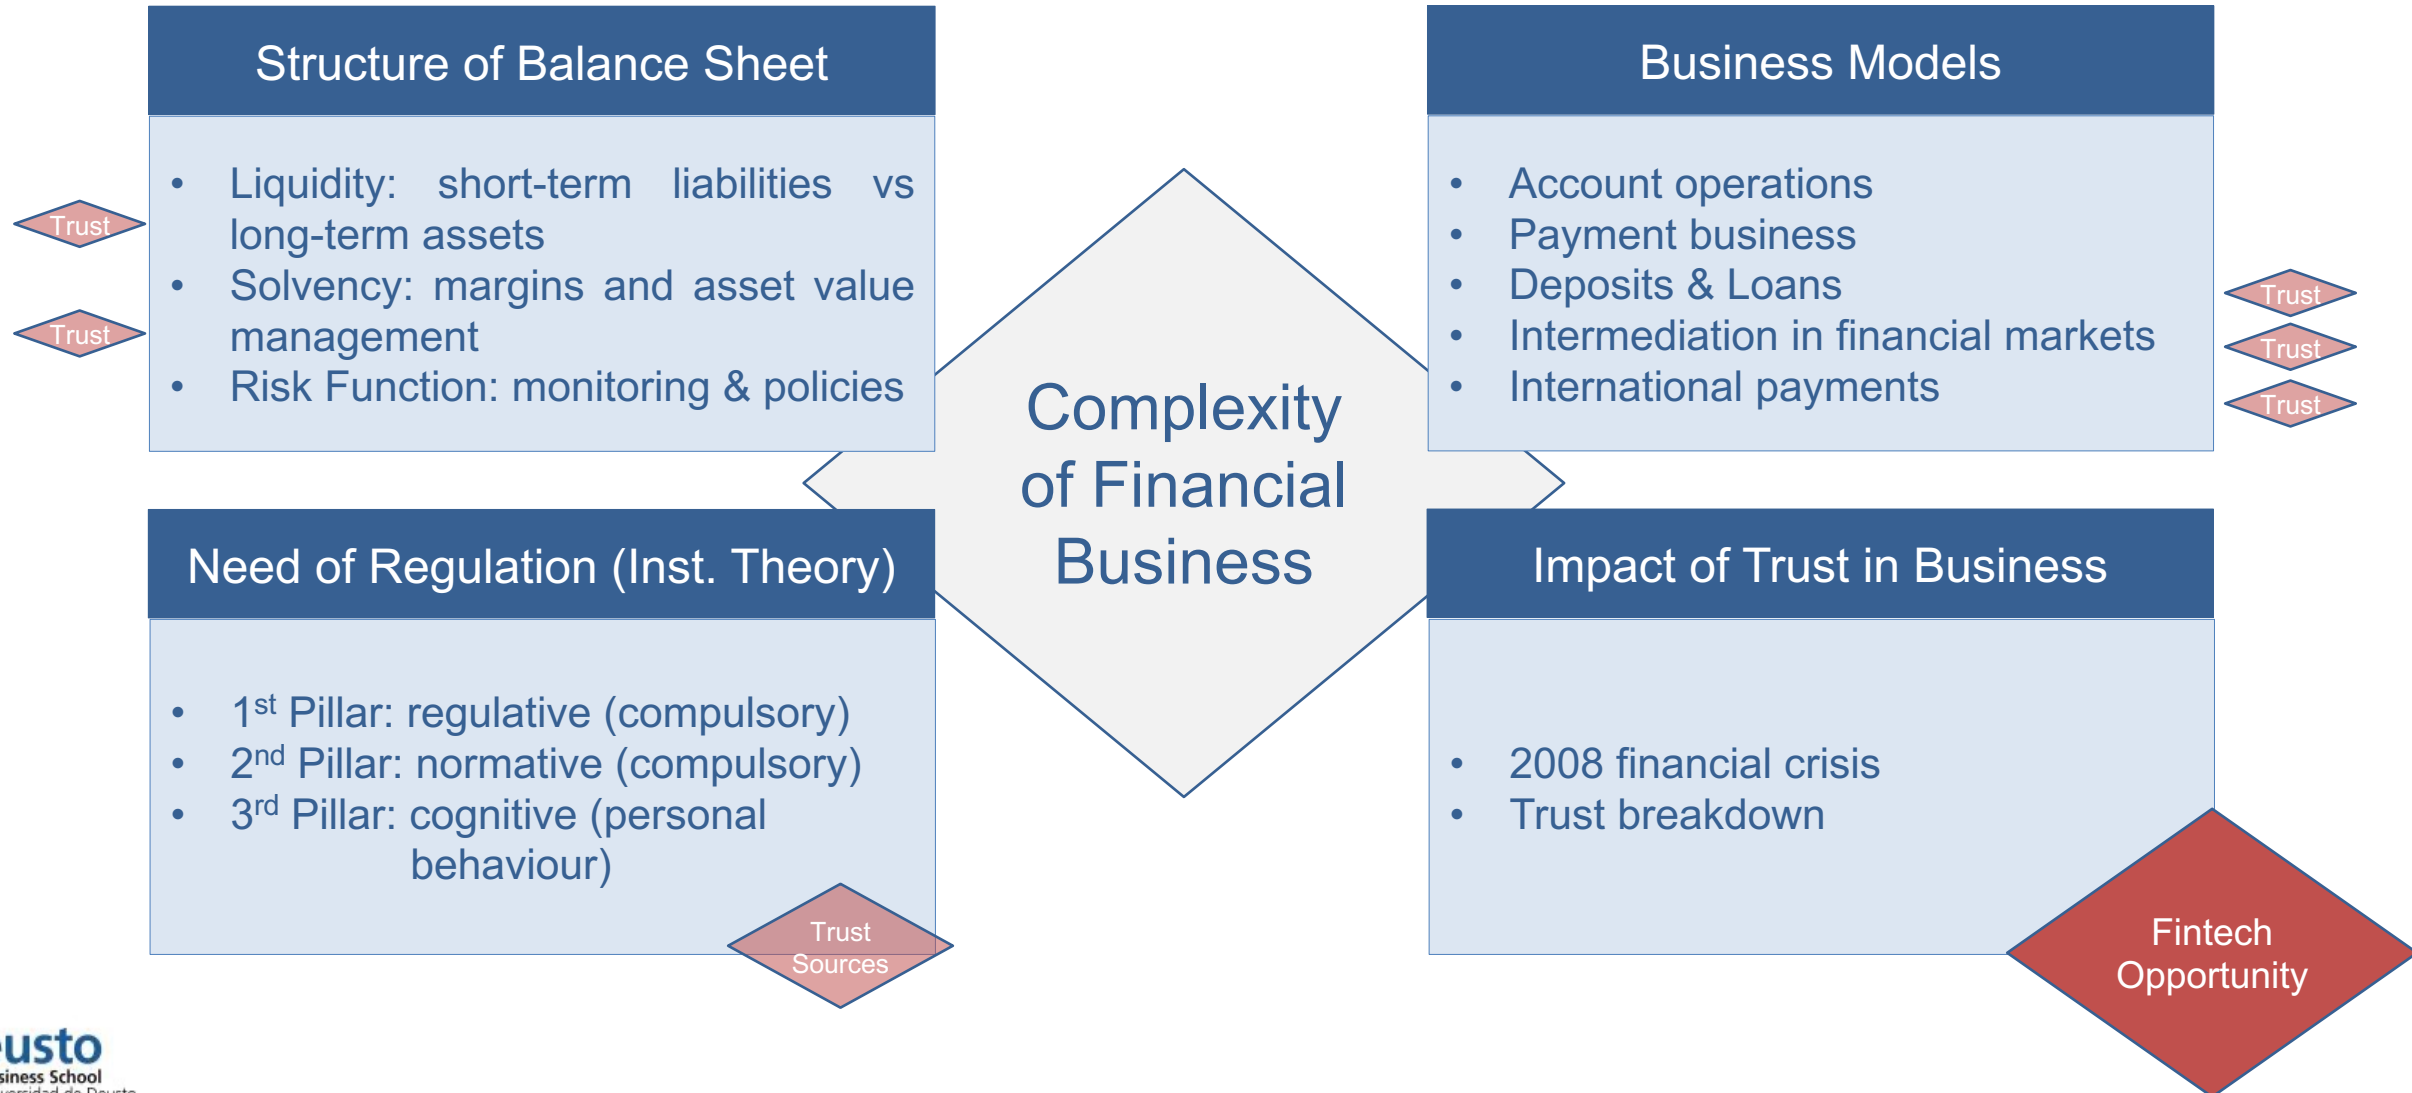 Structure of Balance Sheet
• Liquidity: short-term liabilities vs
long-term assets
• Solvency: margins and asset value
management
• Risk Function: monitoring & policies
Trust
Trust
Business Models
• Account operations
• Payment business
• Deposits & Loans
• Intermediation in financial markets
• International payments
Trust
Trust
Trust
Complexity
of Financial
Business
Need of Regulation (Inst. Theory)
• 1st Pillar: regulative (compulsory)
• 2nd Pillar: normative (compulsory)
• 3rd Pillar: cognitive (personal
behaviour)
Trust
Sources
Impact of Trust in Business
• 2008 financial crisis
• Trust breakdown
Fintech
Opportunity
usto
siness School
de Deusto